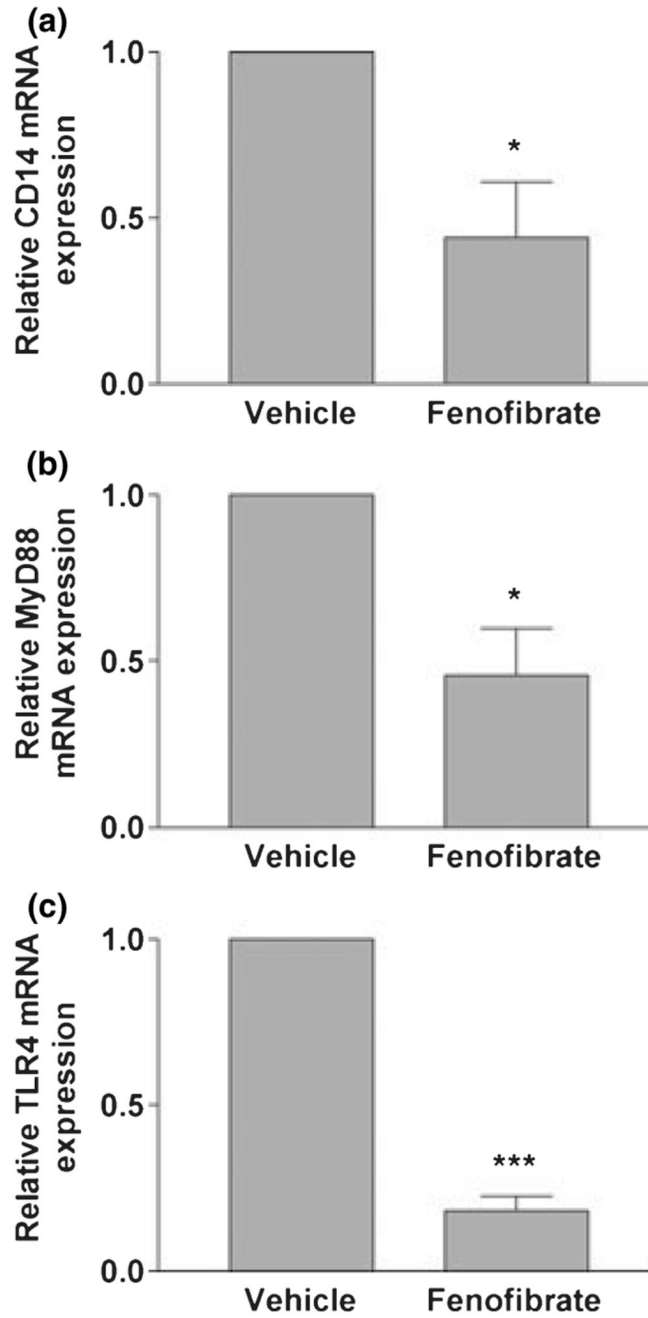 (a)
Relative CD14 mRNA
expression
1.0
0.5
0.0
*
Vehicle Fenofibrate
(b)
Relative MyD88
mRNA expression
1.0
0.5
0.0
*
Vehicle Fenofibrate
(c)
Relative TLR4 mRNA
expression
1.0
0.5
0.0
***
Vehicle Fenofibrate